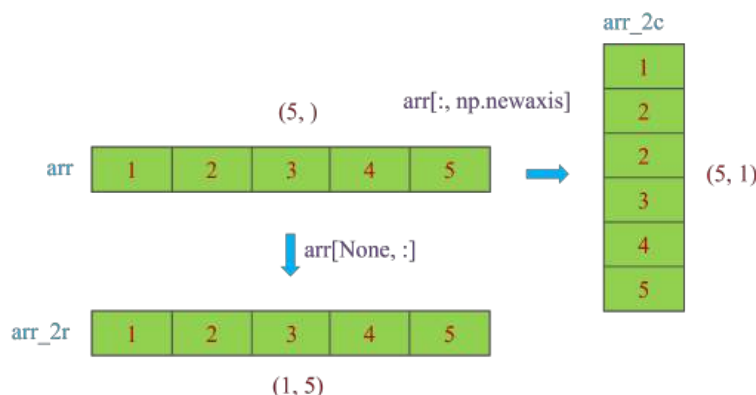 arr_2c
(5, )
arr[:, np.newaxis]
arr
1 2 3 4 5
1
2
2
3
4
5
(5, 1)
arr[None, :]
arr_2r
1 2 3 4 5
(1, 5)